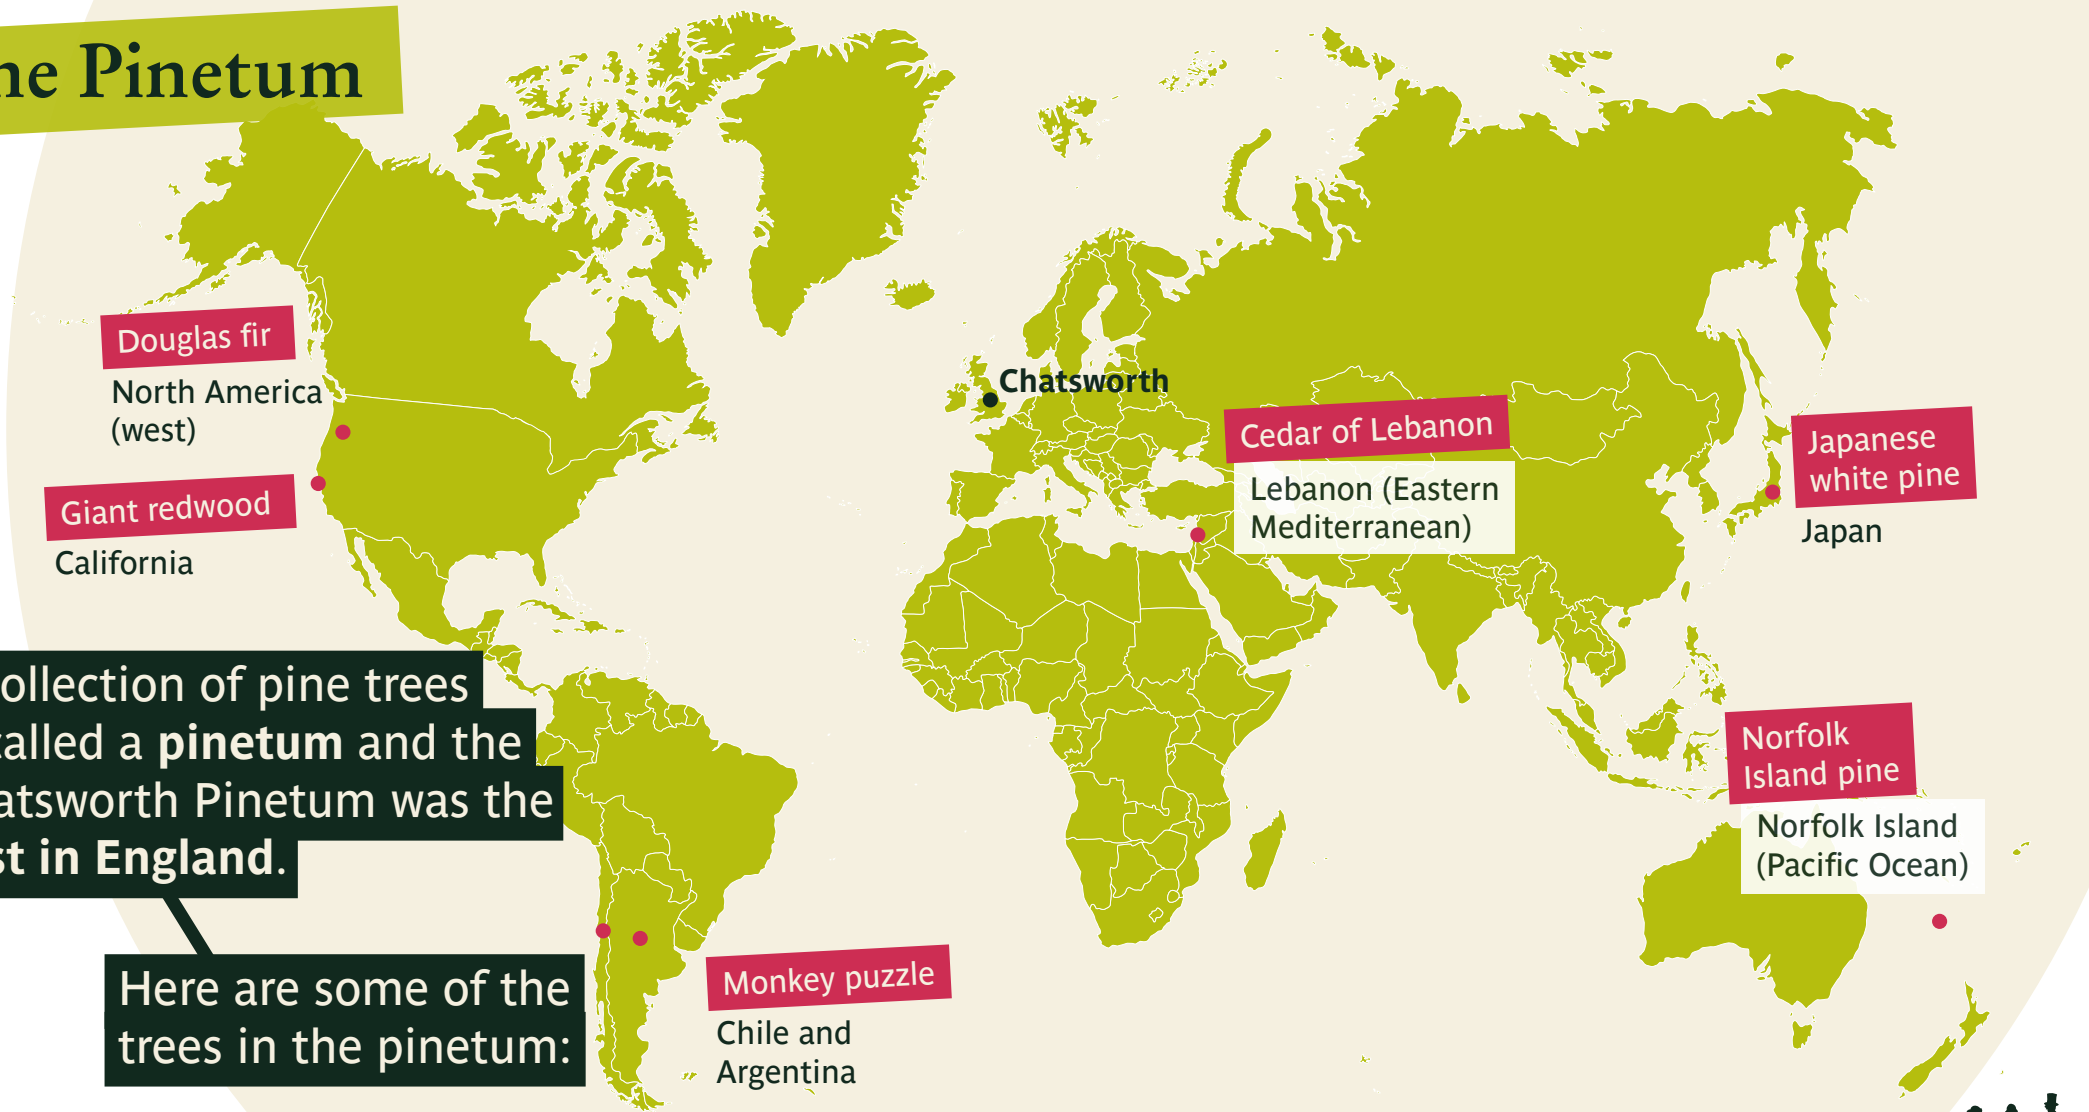 ne Pinetum
Douglas fir
North America
(west)
Giant redwood
California
Chatsworth
Cedar of Lebanon
Lebanon (Eastern
Mediterranean)
Japanese
white pine
Japan
Norfolk
Island pine
Norfolk Island
(Pacific Ocean)
ollection of pine trees
called a pinetum and the
atsworth Pinetum was the
st in England.
Here are some of the
trees in the pinetum:
Monkey puzzle
Chile and
Argentina